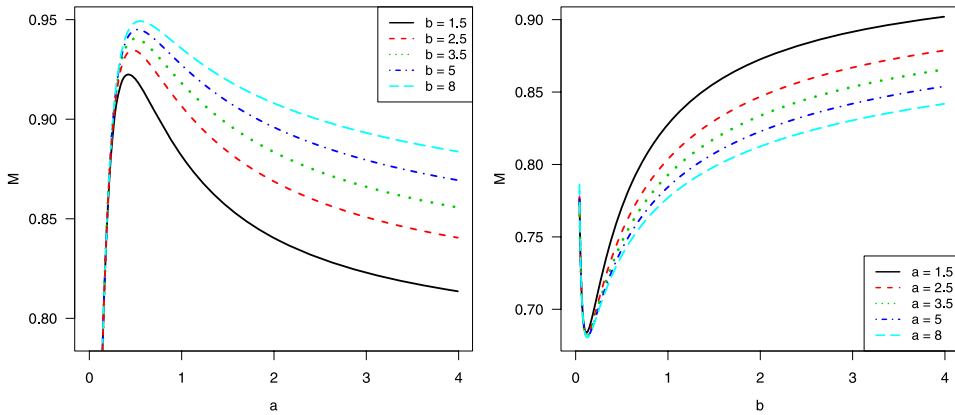 0.95
0.90
0.85
0.80
M
0
1
2
3
4
a
b = 1.5
b = 2.5
b = 3.5
b = 5
b = 8
0.90
0.85
0.80
0.75
0.70
M
0
1
2
3
4
b
a = 1.5
a = 2.5
a = 3.5
a = 5
a = 8